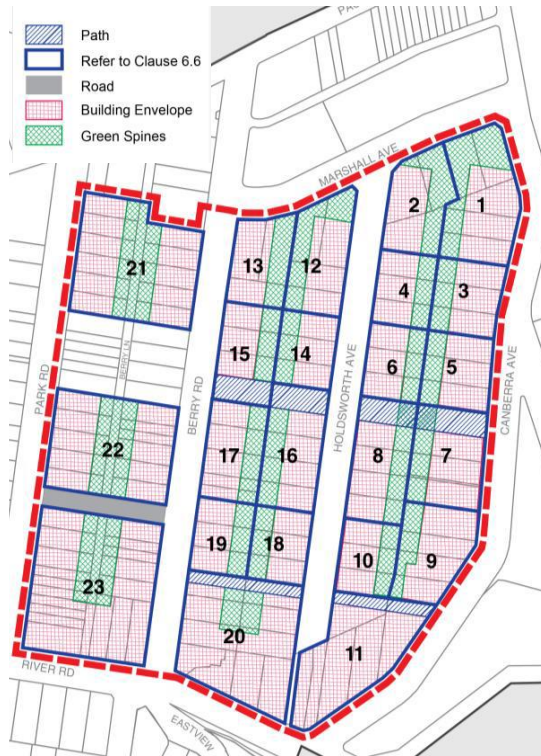 Path
Refer to Clause 6.6
Road
Building Envelope
Green Spines
MARSHALL AVE
2
1
21
13
12
4
3
15
14
6
5
BERRY LN
PARK RD
BERRY RD
HOLDSWORTH AVE
CANBERRA AVE
22
17
16
8
7
19
18
10
9
23
20
11
RIVER RD
EASTVIEW